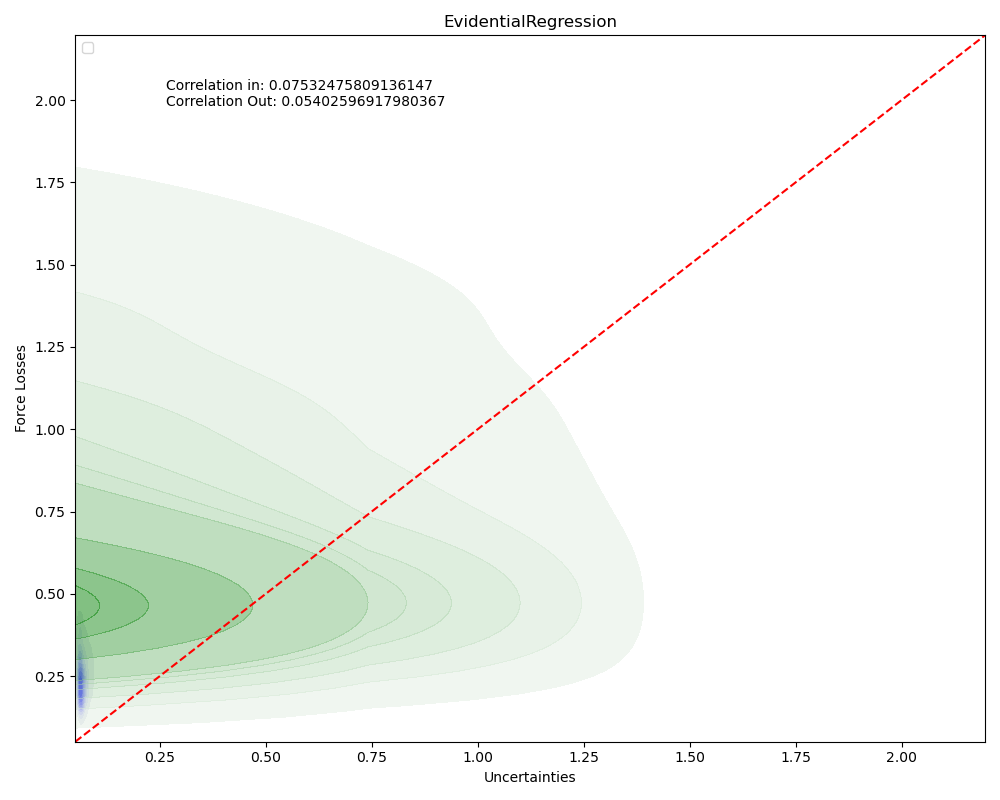 EvidentialRegression
Correlation in: 0.07532475809136147
Correlation Out: 0.05402596917980367
2.00
1.75
1.50
1.25
1.00
0.75
0.50
0.25
Force Losses
0.25 0.50 0.75 1.00 1.25 1.50 1.75 2.00
Uncertainties